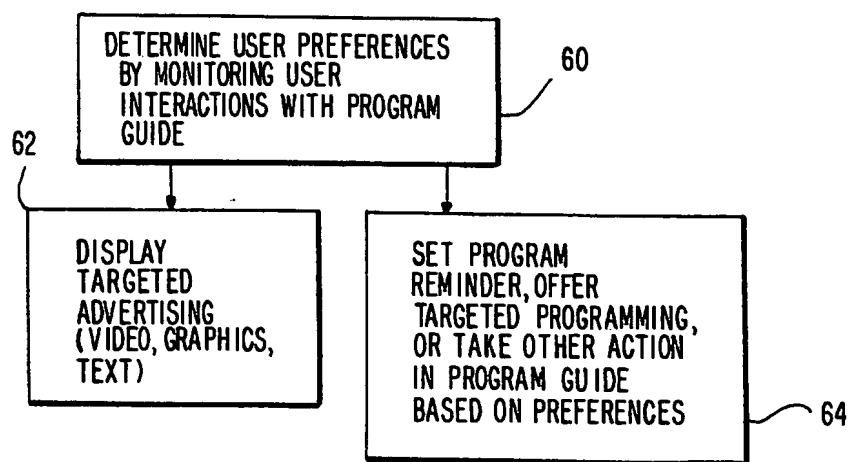 DETERMINE USER PREFERENCES
BY MONITORING USER
INTERACTIONS WITH PROGRAM
GUIDE
60
62
DISPLAY
TARGETED
ADVERTISING
(VIDEO, GRAPHICS,
TEXT)
SET PROGRAM
REMINDER, OFFER
TARGETED PROGRAMMING,
OR TAKE OTHER ACTION
IN PROGRAM GUIDE
BASED ON PREFERENCES
64